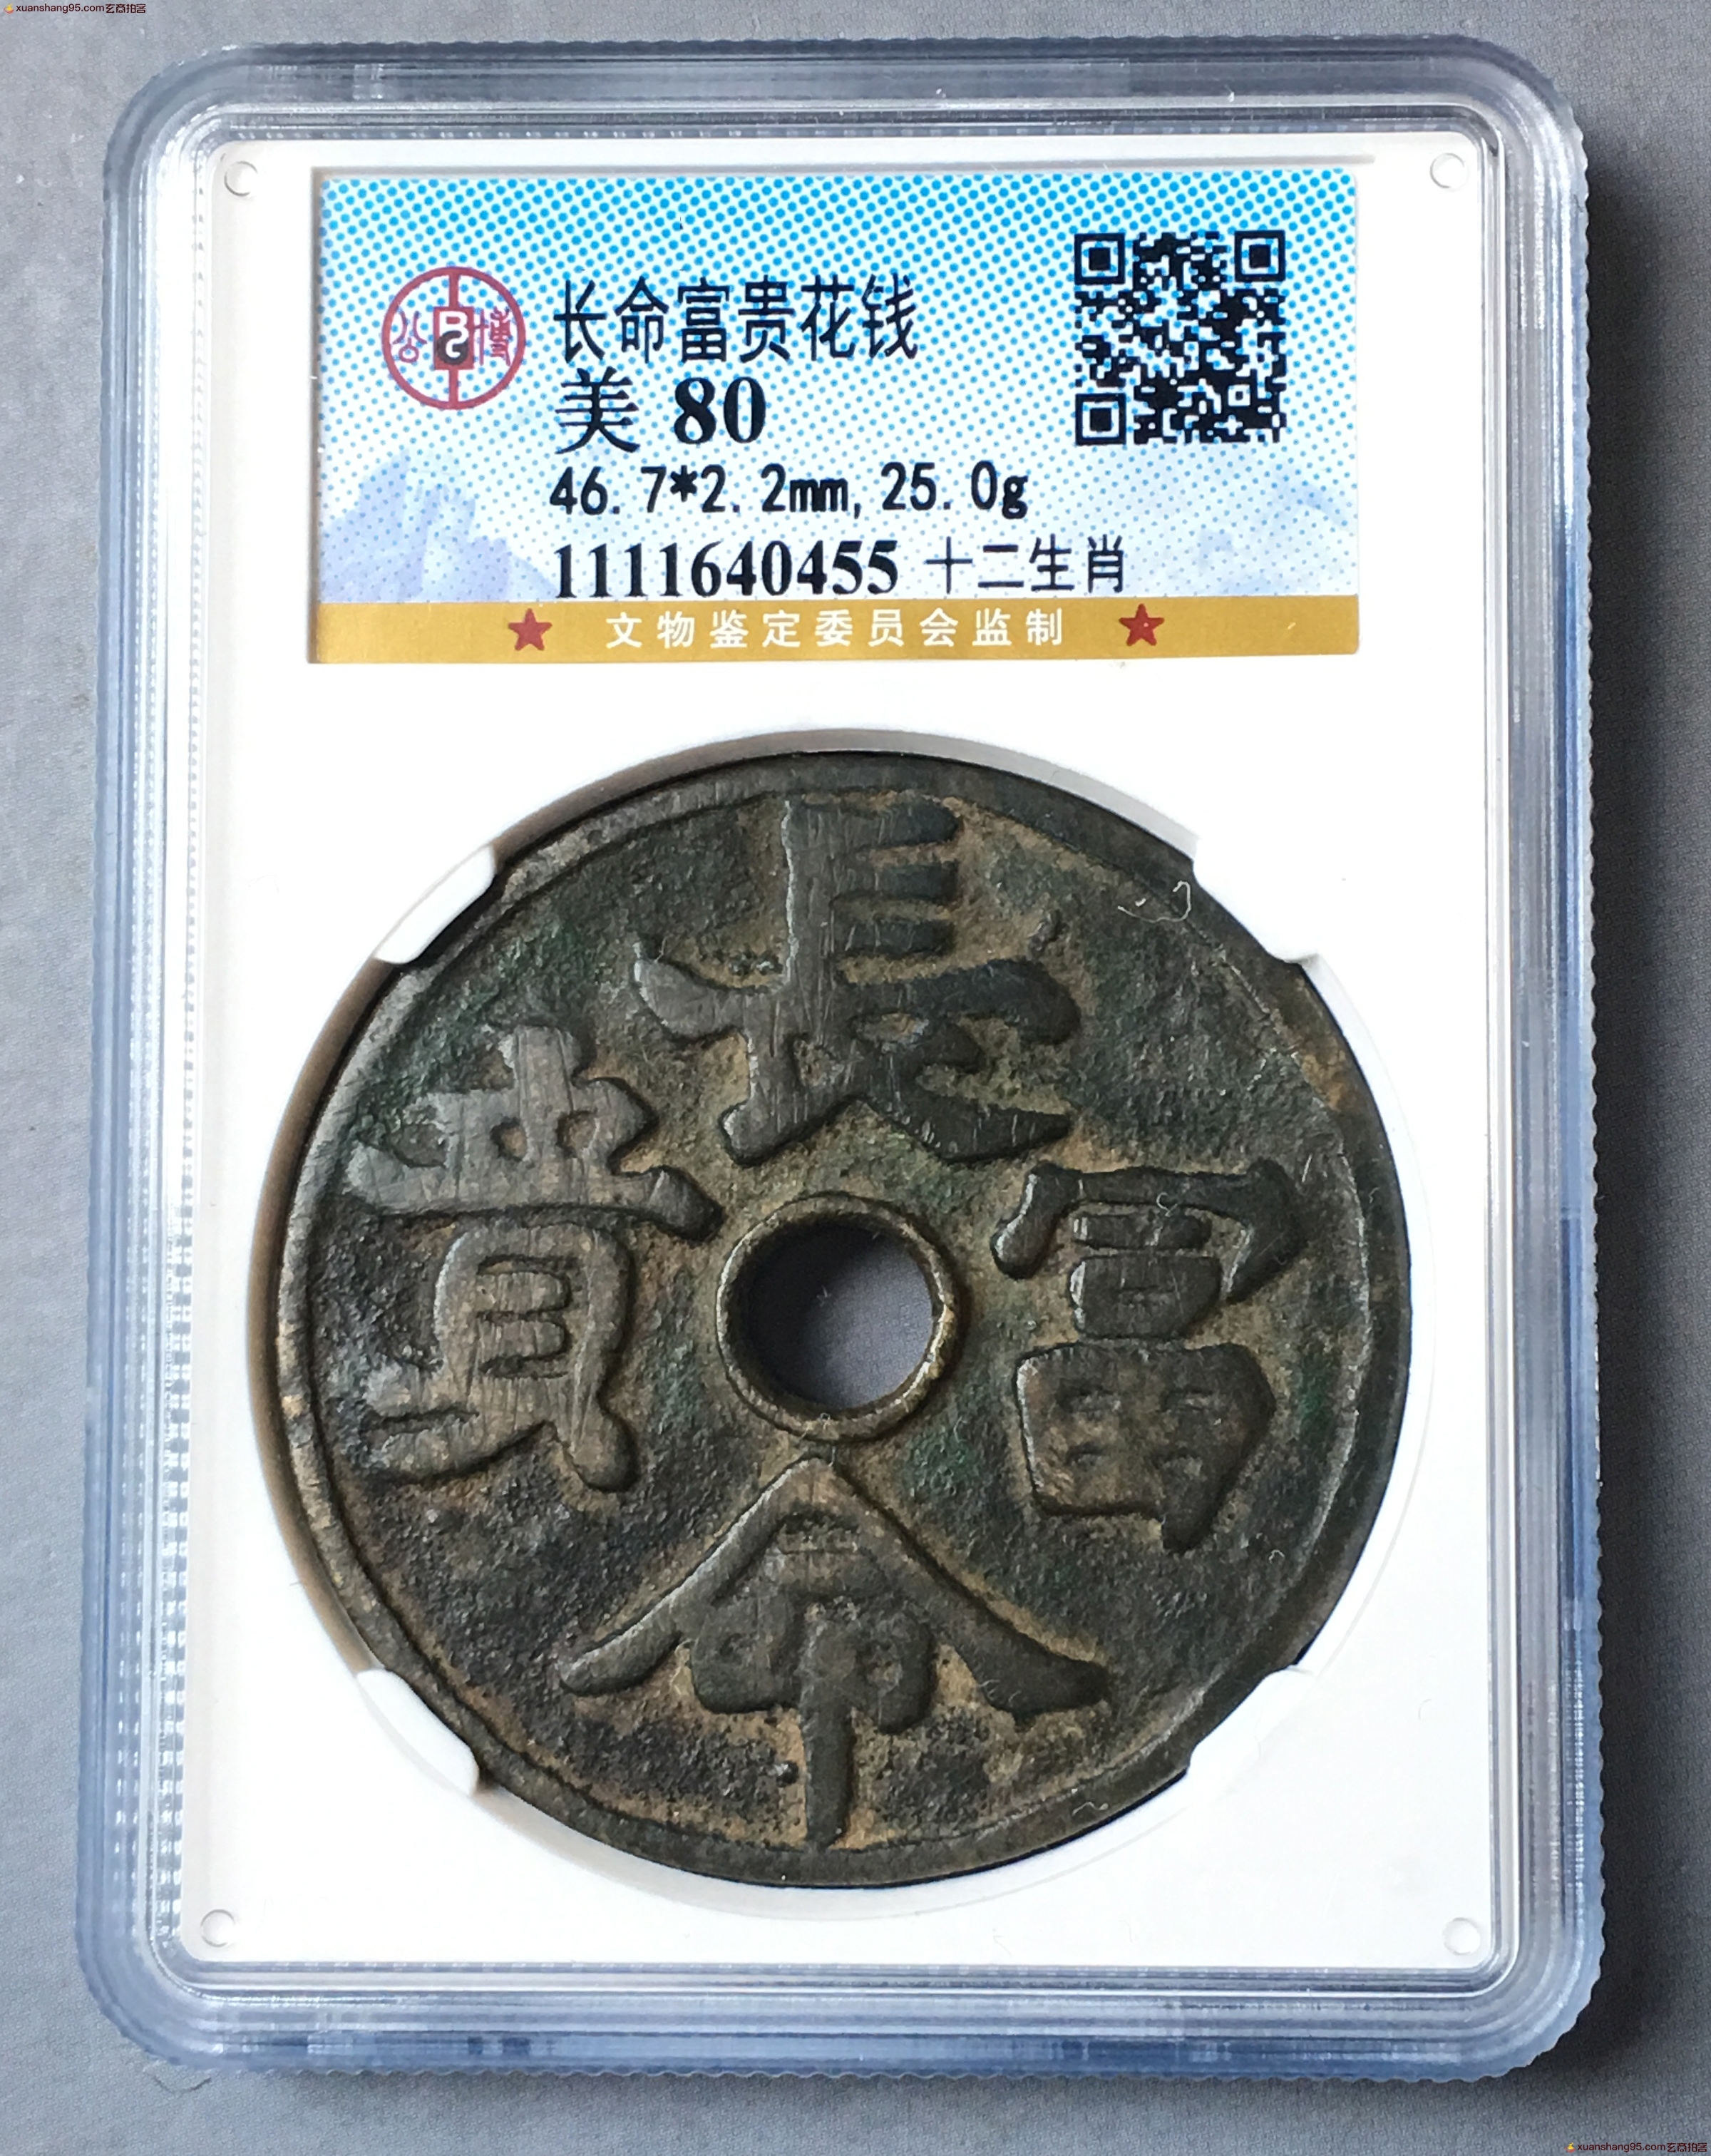 xuanshang95.com玄商拍客
公博
长命富贵花钱
美 80
46.7*2.2mm,25.0g
1111640455 十二生肖
★ 文物鉴定委员会监制 ★
長
貴 富
命
xuanshang95.com玄商拍客